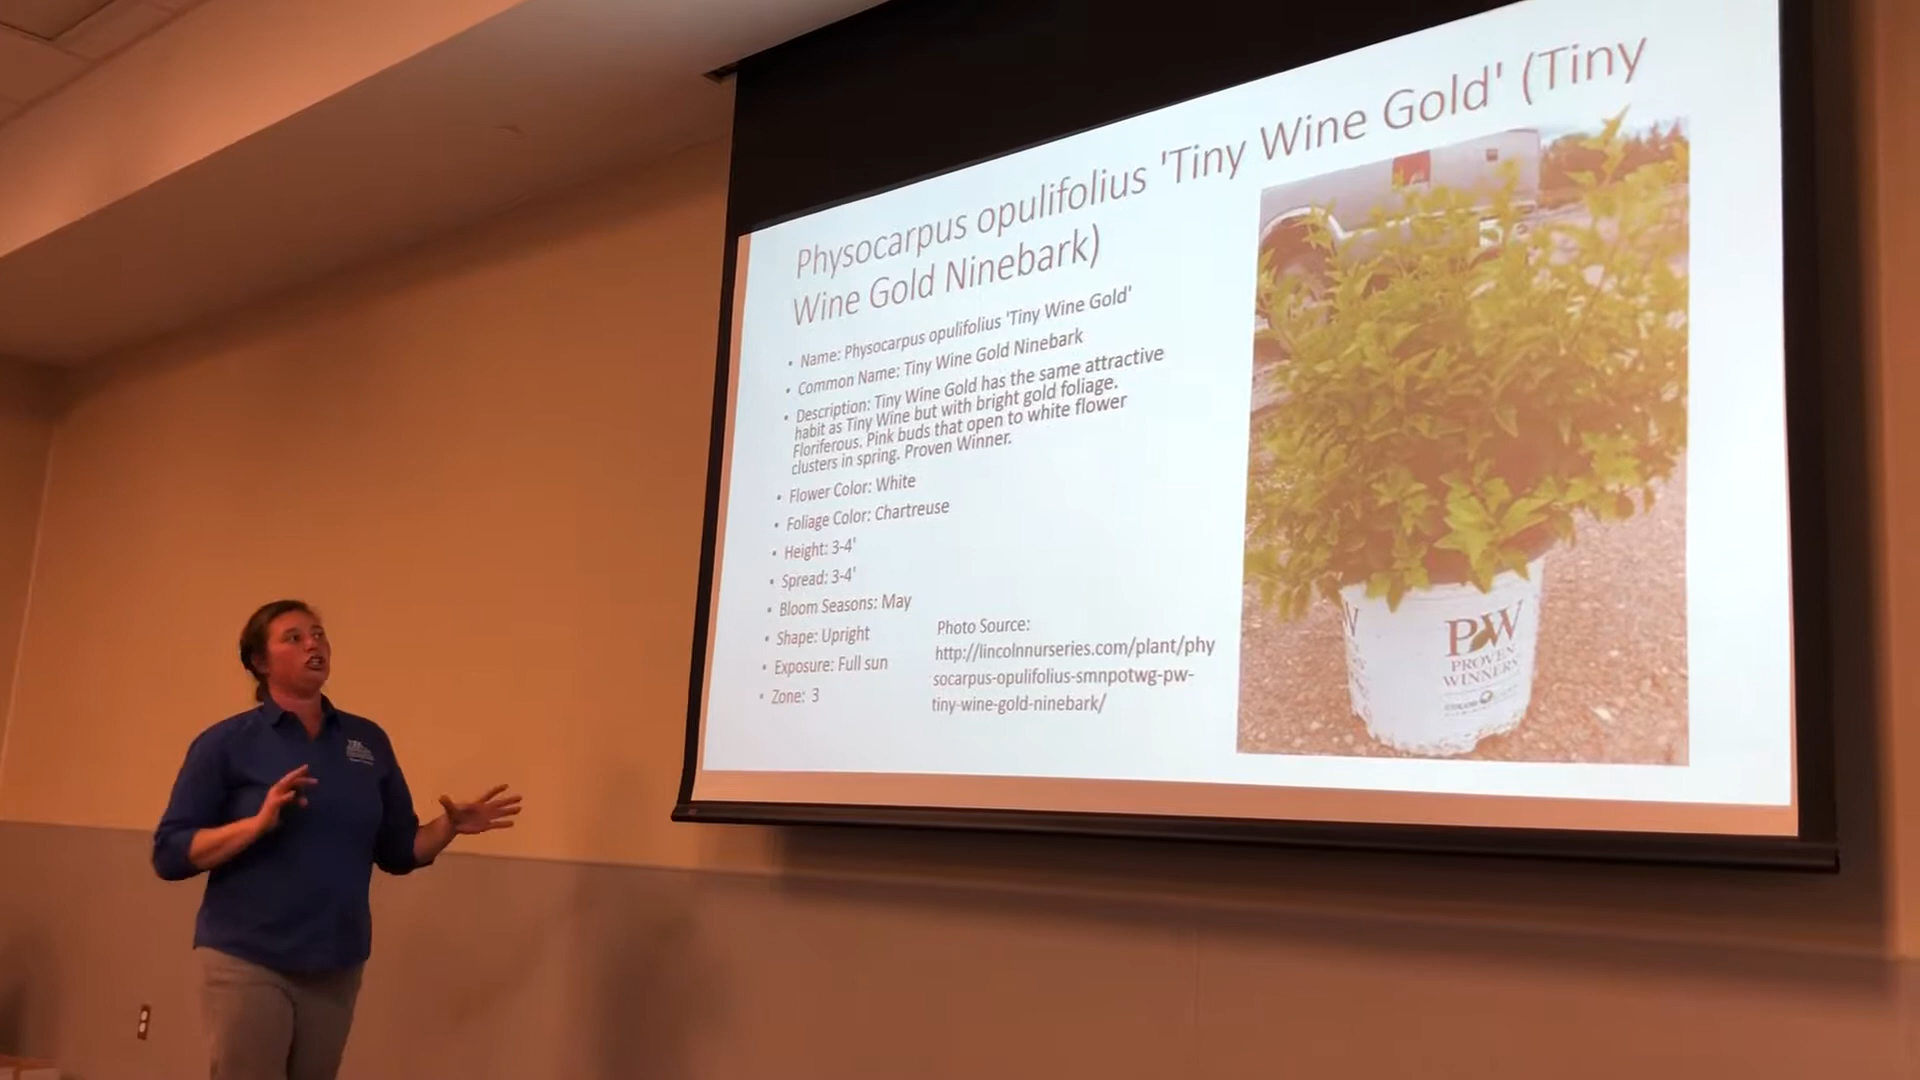 Physocarpus opulifolius 'Tiny Wine Gold' (Tiny
Wine Gold Ninebark)
• Name: Physocarpus opulifolius 'Tiny Wine Gold'
• Common Name: Tiny Wine Gold Ninebark
• Description: Tiny Wine Gold has the same attractive
habit as Tiny Wine but with bright gold foliage.
Floriferous. Pink buds that open to white flower
clusters in spring. Proven Winner.
• Flower Color: White
• Foliage Color: Chartreuse
• Height: 3-4'
• Spread: 3-4'
• Bloom Seasons: May
• Shape: Upright
• Exposure: Full sun
• Zone: 3
Photo Source:
http://lincolnnurseries.com/plant/phy
socarpus-opulifolius-smnpotwg-pw-
tiny-wine-gold-ninebark/
PW
PROVEN
WINNERS